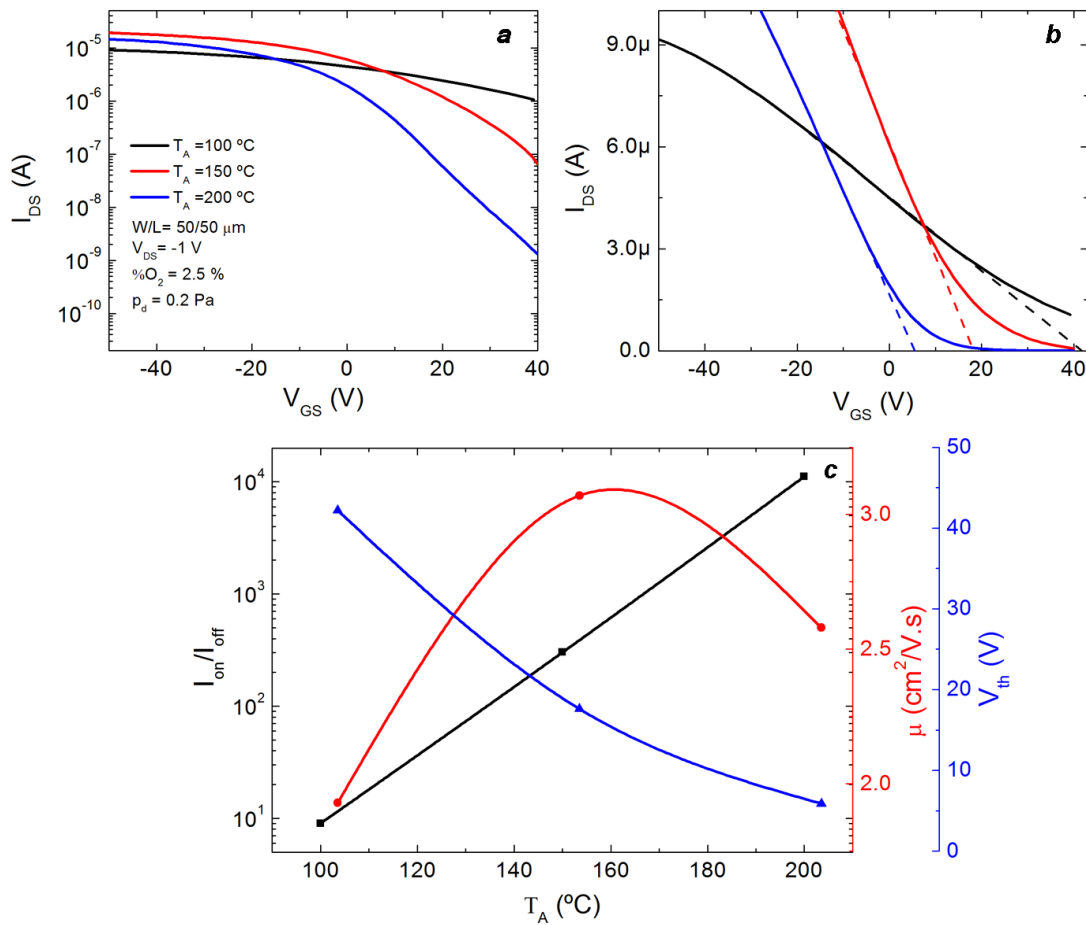 a
I_DS (A)
10^-5
10^-6
10^-7
10^-8
10^-9
10^-10
T_A =100 ºC
T_A =150 ºC
T_A =200 ºC
W/L= 50/50 μm
V_DS= -1 V
%O_2 = 2.5 %
p_d = 0.2 Pa
-40 -20 0 20 40
V_GS (V)
b
I_DS (A)
9.0μ
6.0μ
3.0μ
0.0
-40 -20 0 20 40
V_GS (V)
c
I_on/I_off
10^4
10^3
10^2
10^1
100 120 140 160 180 200
T_A (ºC)
3.0
2.5
2.0
μ (cm^2/V.s)
50
40
30
20
10
0
V_th (V)